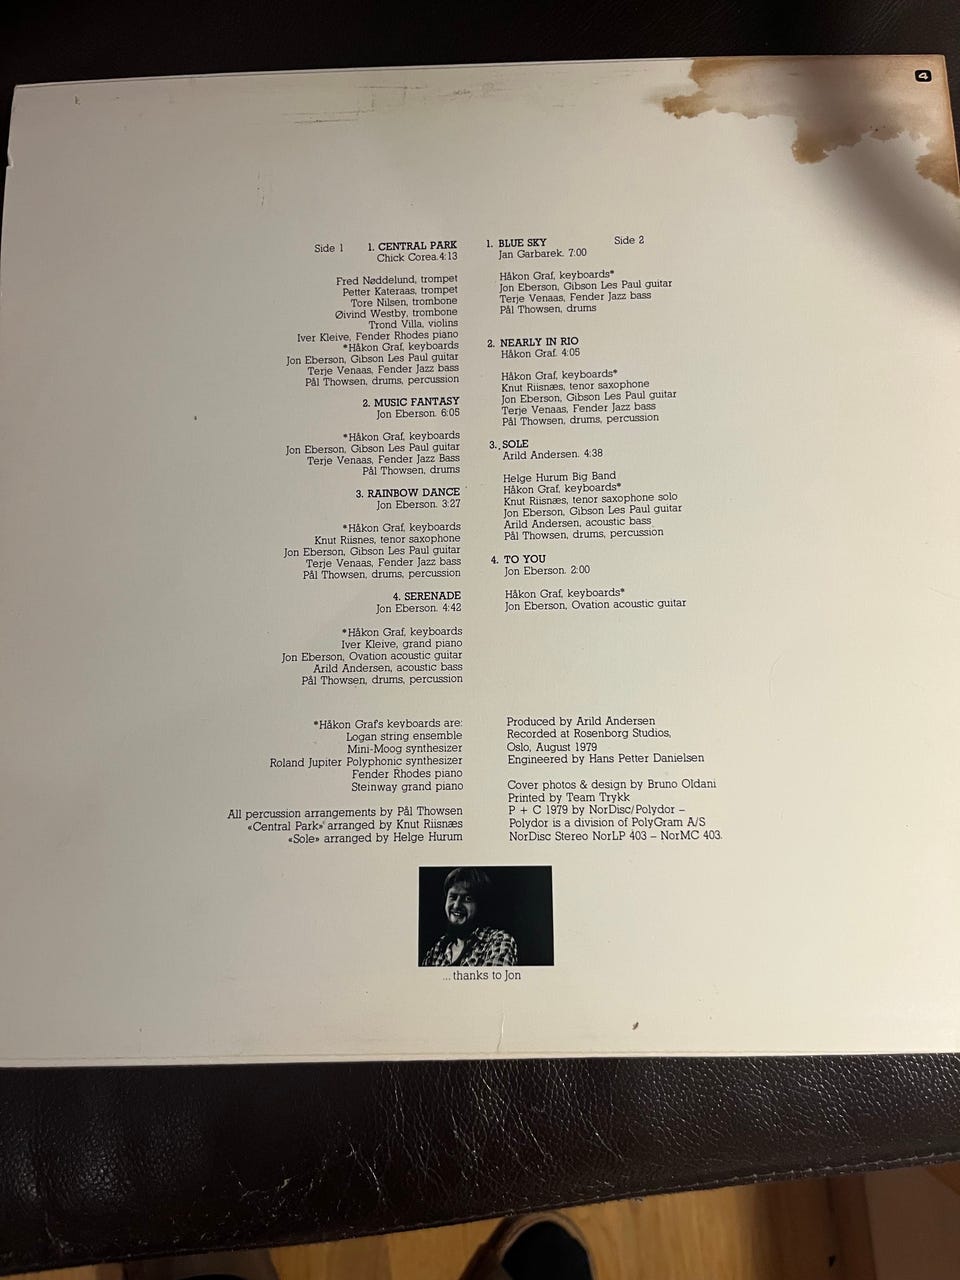 4
Side 1
1. CENTRAL PARK
Chick Corea.4:13
Fred Nøddelund, trompet
Petter Kateraas, trompet
Tore Nilsen, trombone
Øivind Westby, trombone
Trond Villa, violins
Iver Kleive, Fender Rhodes piano
*Håkon Graf, keyboards
Jon Eberson, Gibson Les Paul guitar
Terje Venaas, Fender Jazz bass
Pål Thowsen, drums, percussion
2. MUSIC FANTASY
Jon Eberson. 6:05
*Håkon Graf, keyboards
Jon Eberson, Gibson Les Paul guitar
Terje Venaas, Fender Jazz Bass
Pål Thowsen, drums
3. RAINBOW DANCE
Jon Eberson. 3:27
*Håkon Graf, keyboards
Knut Riisnes, tenor saxophone
Jon Eberson, Gibson Les Paul guitar
Terje Venaas, Fender Jazz bass
Pål Thowsen, drums, percussion
4. SERENADE
Jon Eberson. 4:42
*Håkon Graf, keyboards
Iver Kleive, grand piano
Jon Eberson, Ovation acoustic guitar
Arild Andersen, acoustic bass
Pål Thowsen, drums, percussion
*Håkon Graf's keyboards are:
Logan string ensemble
Mini-Moog synthesizer
Roland Jupiter Polyphonic synthesizer
Fender Rhodes piano
Steinway grand piano
All percussion arrangements by Pål Thowsen
«Central Park» arranged by Knut Riisnæs
«Sole» arranged by Helge Hurum
Side 2
1. BLUE SKY
Jan Garbarek. 7:00
Håkon Graf, keyboards*
Jon Eberson, Gibson Les Paul guitar
Terje Venaas, Fender Jazz bass
Pål Thowsen, drums
2. NEARLY IN RIO
Håkon Graf. 4:05
Håkon Graf, keyboards*
Knut Riisnæs, tenor saxophone
Jon Eberson, Gibson Les Paul guitar
Terje Venaas, Fender Jazz bass
Pål Thowsen, drums, percussion
3. SOLE
Arild Andersen. 4:38
Helge Hurum Big Band
Håkon Graf, keyboards*
Knut Riisnæs, tenor saxophone solo
Jon Eberson, Gibson Les Paul guitar
Arild Andersen, acoustic bass
Pål Thowsen, drums, percussion
4. TO YOU
Jon Eberson. 2:00
Håkon Graf, keyboards*
Jon Eberson, Ovation acoustic guitar
Produced by Arild Andersen
Recorded at Rosenborg Studios,
Oslo, August 1979
Engineered by Hans Petter Danielsen
Cover photos & design by Bruno Oldani
Printed by Team Trykk
P + C 1979 by NorDisc/Polydor –
Polydor is a division of PolyGram A/S
NorDisc Stereo NorLP 403 – NorMC 403.
...thanks to Jon